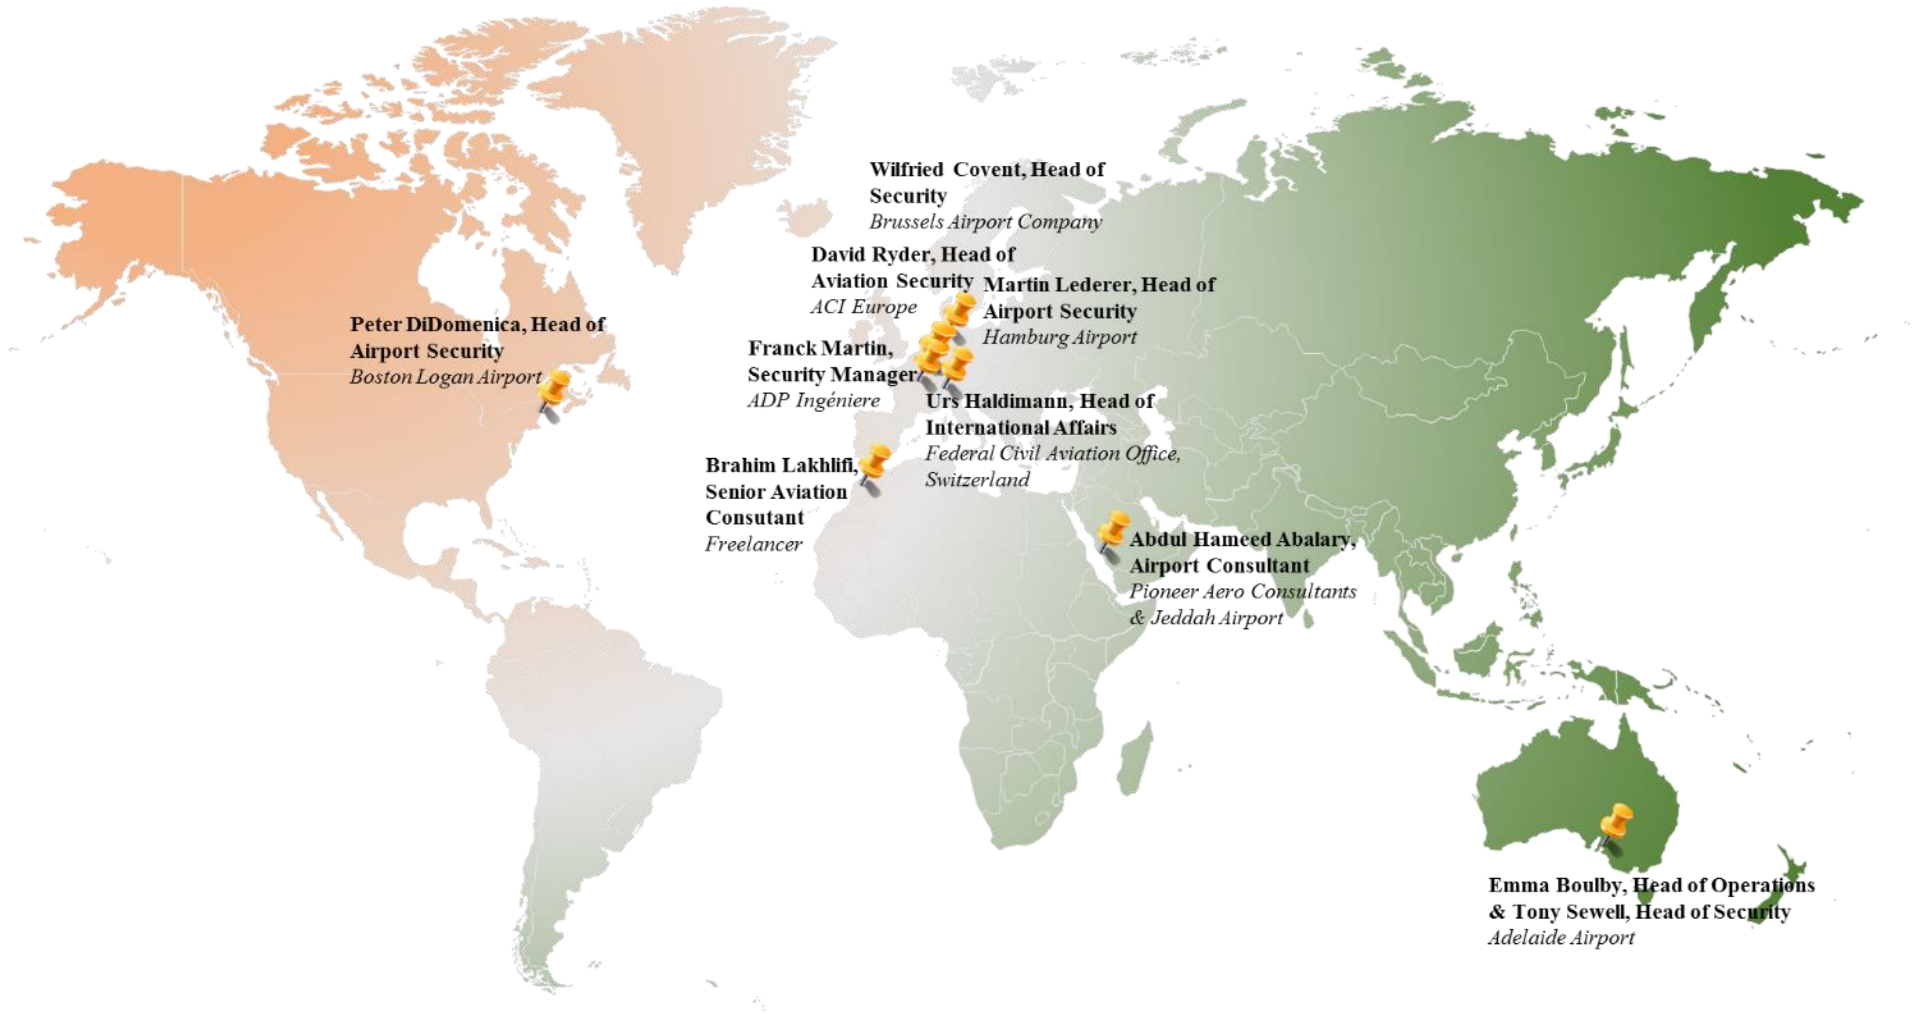 Wilfried Covent, Head of
Security
Brussels Airport Company
David Ryder, Head of
Aviation Security
ACI Europe
Martin Lederer, Head of
Airport Security
Hamburg Airport
Peter DiDomenica, Head of
Airport Security
Boston Logan Airport
Franck Martin,
Security Manager
ADP Ingéniere
Urs Haldimann, Head of
International Affairs
Federal Civil Aviation Office,
Switzerland
Brahim Lakhlifi,
Senior Aviation
Consutant
Freelancer
Abdul Hameed Abalary,
Airport Consultant
Pioneer Aero Consultants
& Jeddah Airport
Emma Boulby, Head of Operations
& Tony Sewell, Head of Security
Adelaide Airport